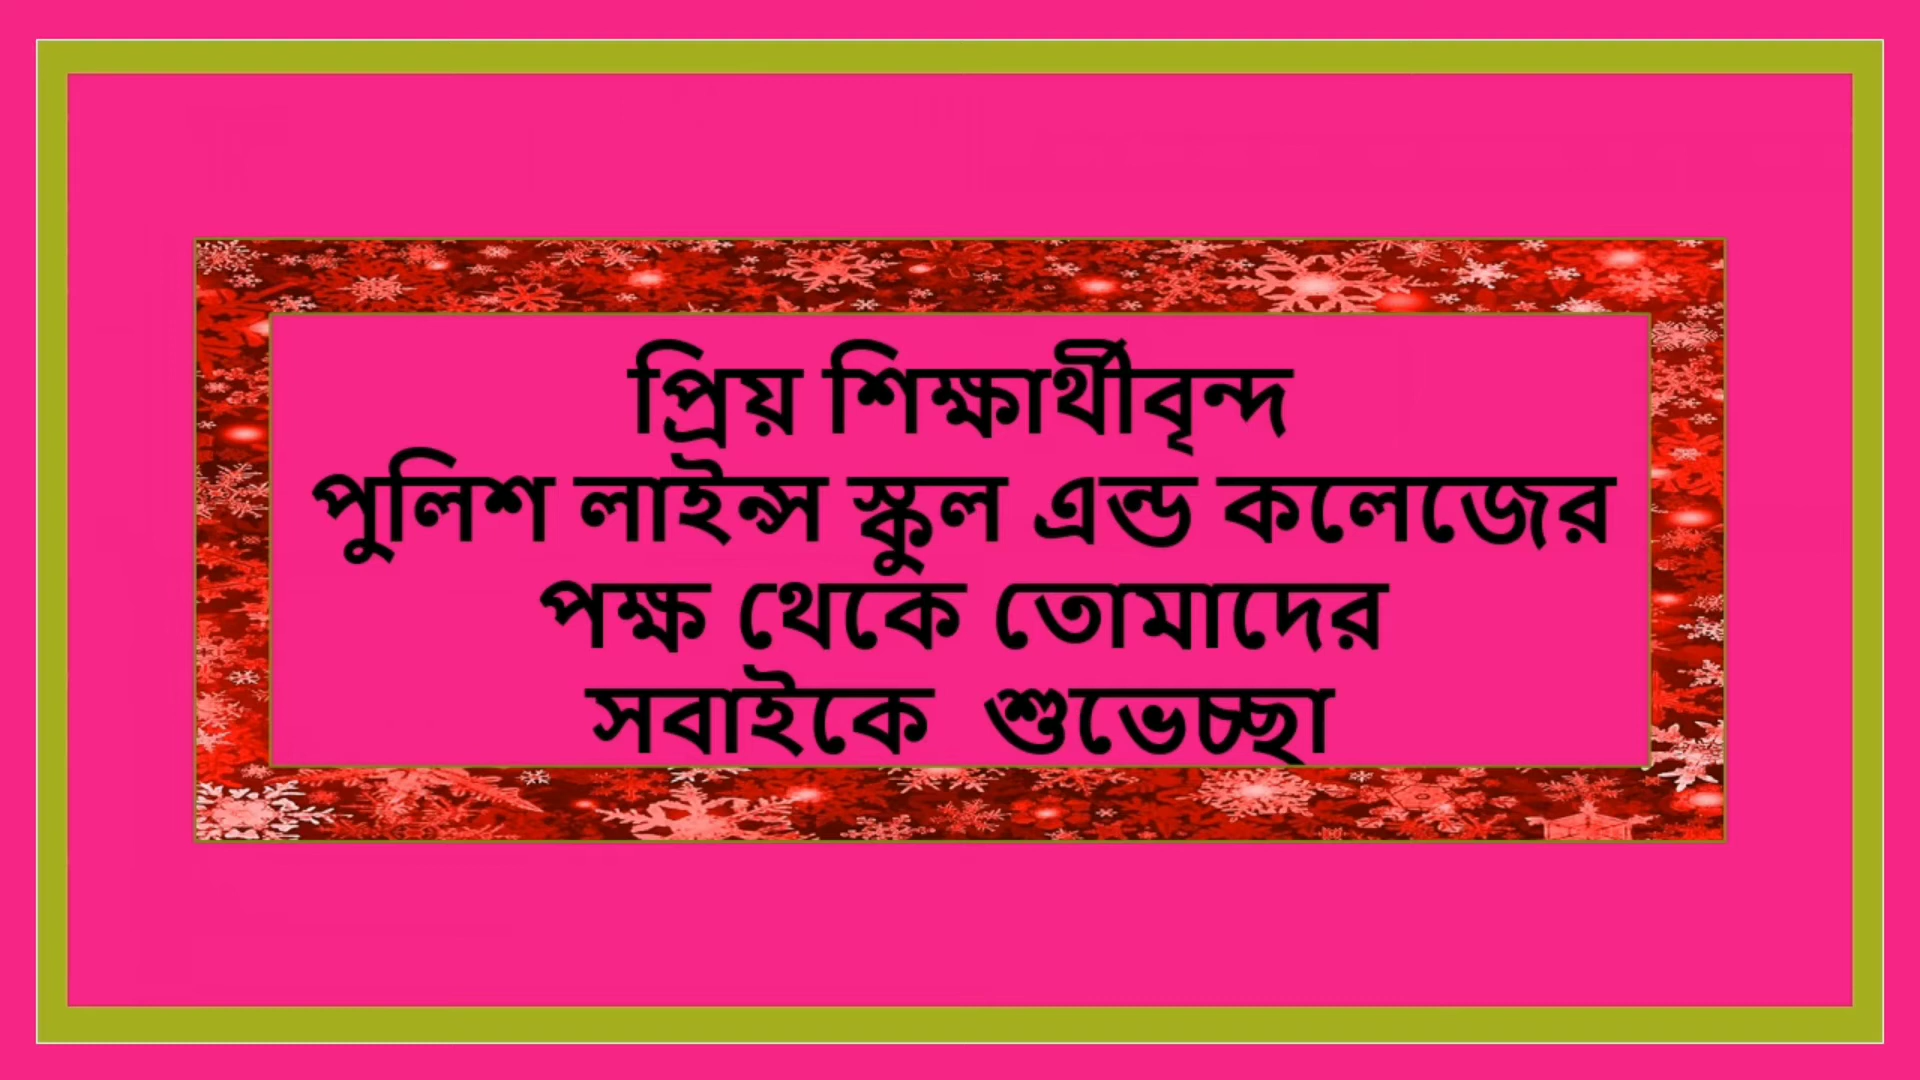 প্রিয় শিক্ষার্থীবৃন্দ
পুলিশ লাইন্স স্কুল এন্ড কলেজের
পক্ষ থেকে তোমাদের
সবাইকে শুভেচ্ছা